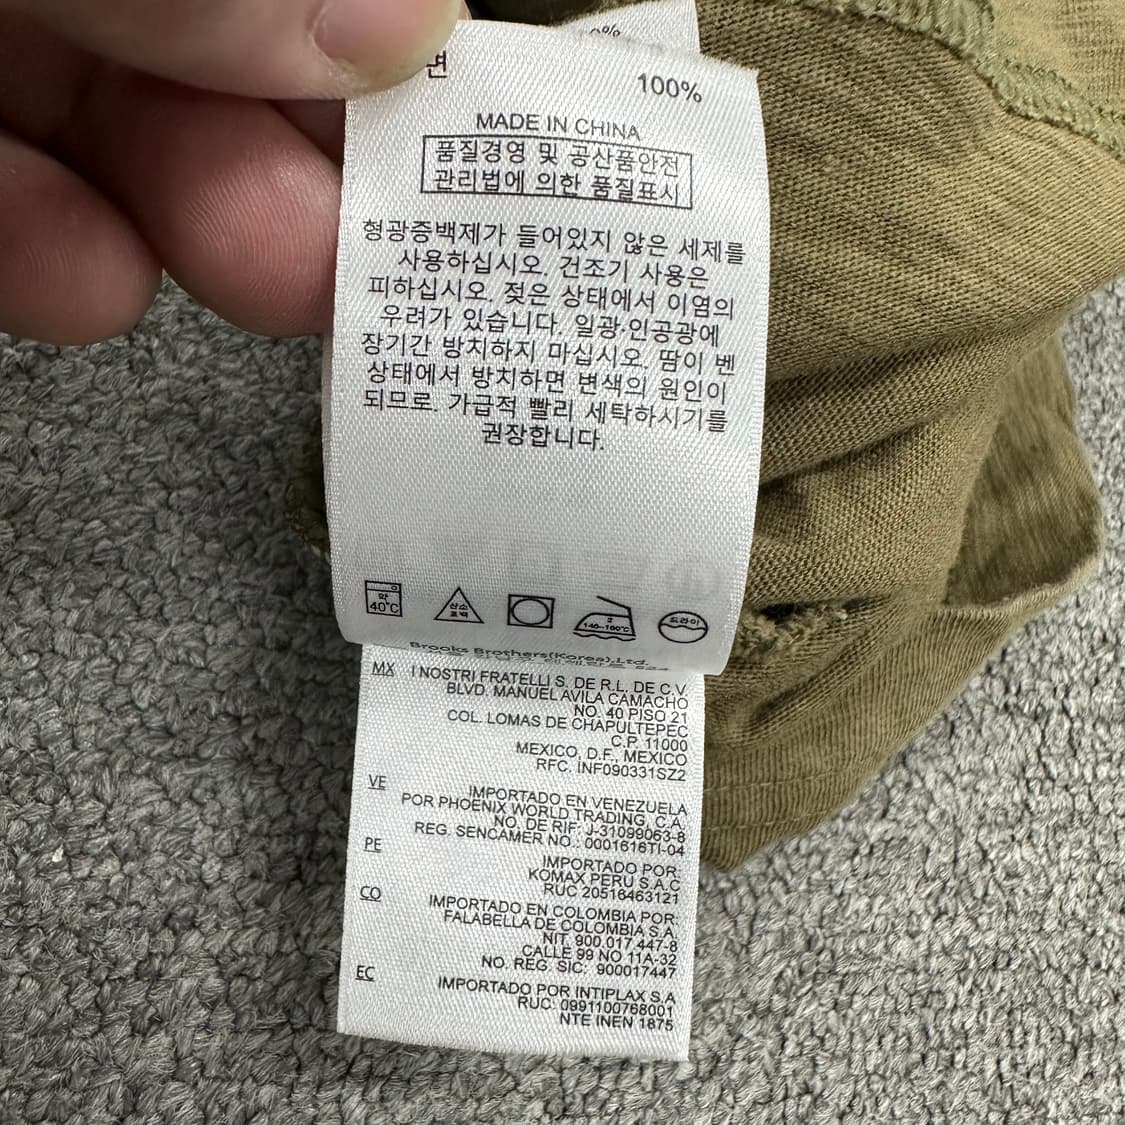 면
100%
MADE IN CHINA
품질경영 및 공산품안전
관리법에 의한 품질표시
형광증백제가 들어있지 않은 세제를
사용하십시오. 건조기 사용은
피하십시오. 젖은 상태에서 이염의
우려가 있습니다. 일광·인공광에
장기간 방치하지 마십시오. 땀이 벤
상태에서 방치하면 변색의 원인이
되므로. 가급적 빨리 세탁하시기를
권장합니다.
약
40℃
산소
표백
2
140~160℃
드라이
Brooks Brothers(Korea),Ltd.
MX
I NOSTRI FRATELLI S. DE R.L. DE C.V.
BLVD. MANUEL AVILA CAMACHO
NO. 40 PISO 21
COL. LOMAS DE CHAPULTEPEC
C.P. 11000
MEXICO, D.F., MEXICO
RFC. INF090331SZ2
VE
IMPORTADO EN VENEZUELA
POR PHOENIX WORLD TRADING, C.A.
NO. DE RIF: J-31099063-8
REG. SENCAMER NO.: 0001616TI-04
PE
IMPORTADO POR:
KOMAX PERU S.A.C
RUC 20516463121
CO
IMPORTADO EN COLOMBIA POR:
FALABELLA DE COLOMBIA S.A.
NIT. 900.017.447-8
CALLE 99 NO 11A-32
NO. REG. SIC: 900017447
EC
IMPORTADO POR INTIPLAX S.A
RUC: 0991100768001
NTE INEN 1875